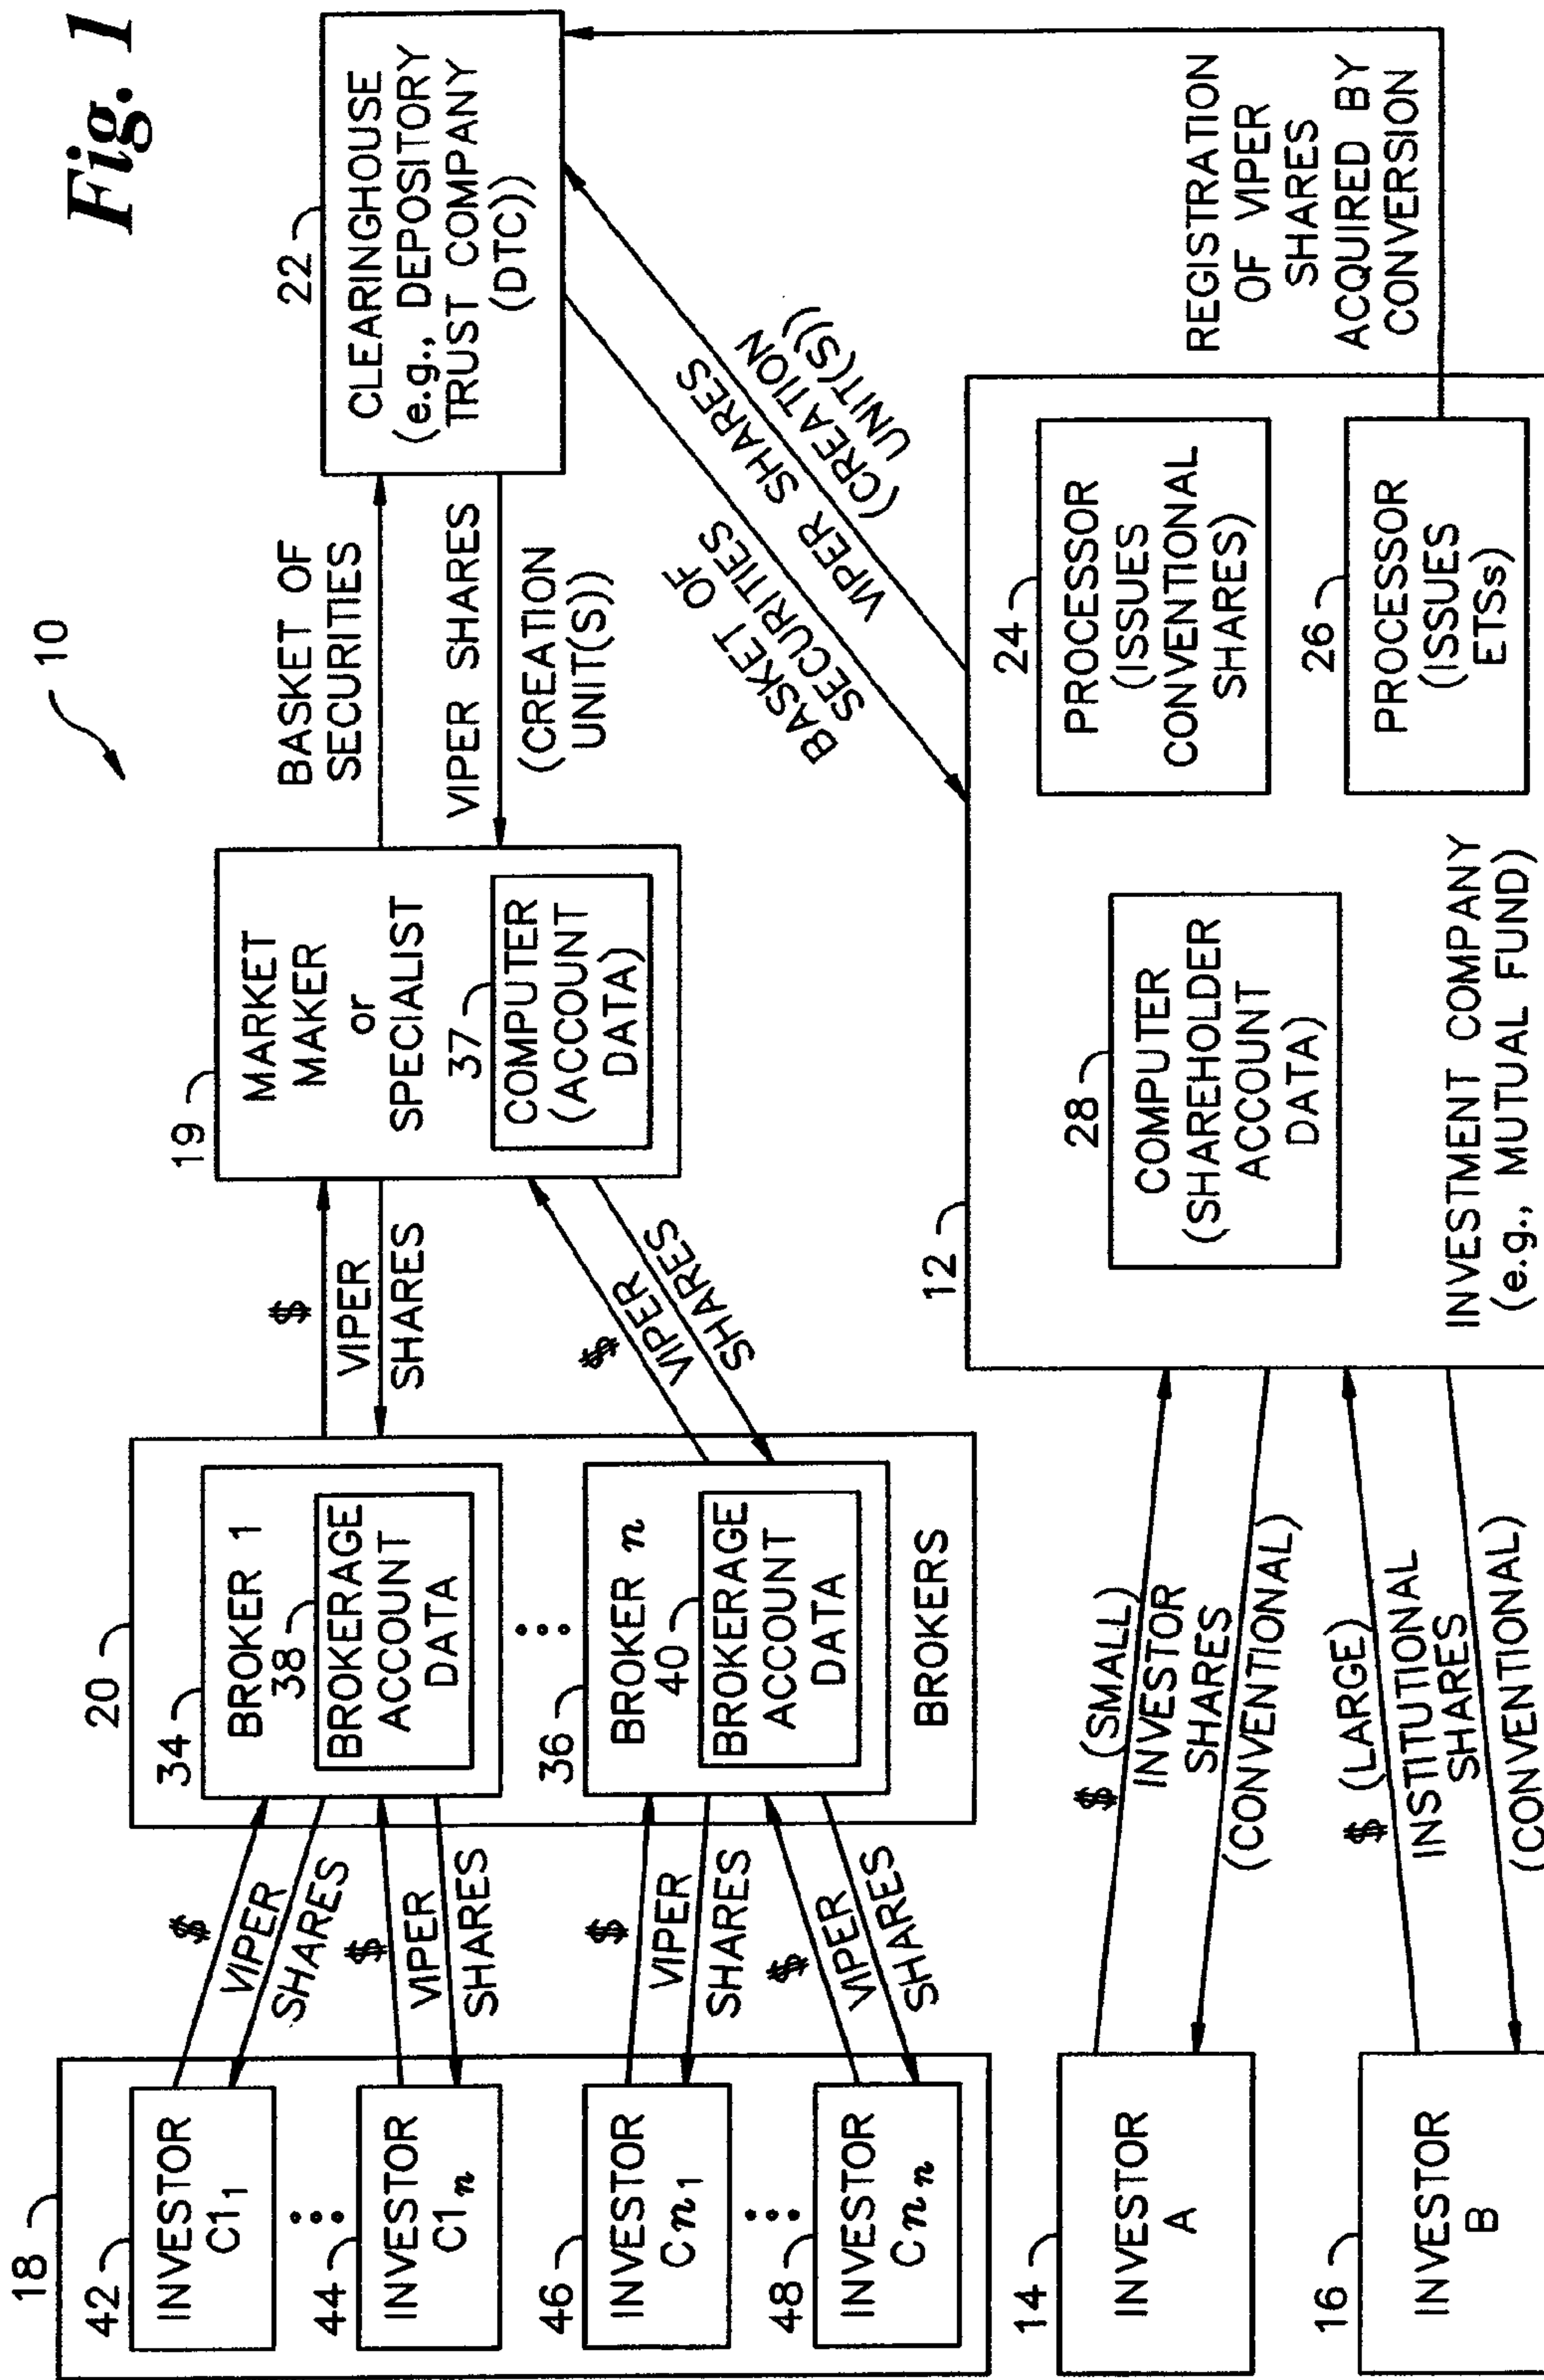 Fig. 1
10
18
42
INVESTOR
C1₁
44
INVESTOR
C1ₙ
46
INVESTOR
Cn₁
48
INVESTOR
Cnₙ
$
VIPER
SHARES
$
VIPER
SHARES
$
VIPER
SHARES
$
VIPER
SHARES
20
34
BROKER 1
38
BROKERAGE
ACCOUNT
DATA
36
BROKER n
40
BROKERAGE
ACCOUNT
DATA
BROKERS
$
VIPER
SHARES
$
VIPER
SHARES
19
MARKET
MAKER
or
SPECIALIST
37
COMPUTER
(ACCOUNT
DATA)
BASKET OF
SECURITIES
VIPER SHARES
(CREATION
UNIT(S))
22
CLEARINGHOUSE
(e.g., DEPOSITORY
TRUST COMPANY
(DTC))
BASKET OF
SECURITIES
VIPER SHARES
(CREATION
UNIT(S))
REGISTRATION
OF VIPER
SHARES
ACQUIRED BY
CONVERSION
14
INVESTOR
A
16
INVESTOR
B
$ (SMALL)
INVESTOR
SHARES
(CONVENTIONAL)
$ (LARGE)
INSTITUTIONAL
SHARES
(CONVENTIONAL)
12
28
COMPUTER
(SHAREHOLDER
ACCOUNT
DATA)
24
PROCESSOR
(ISSUES
CONVENTIONAL
SHARES)
26
PROCESSOR
(ISSUES
ETSs)
INVESTMENT COMPANY
(e.g., MUTUAL FUND)